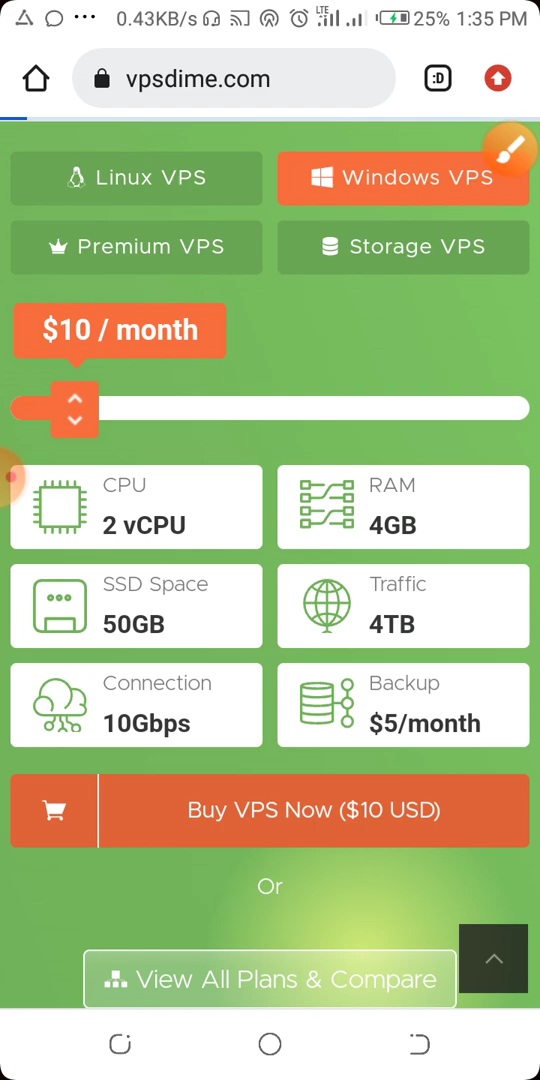 0.43KB/s LTE 25% 1:35 PM
vpsdime.com :D
Linux VPS
Windows VPS
Premium VPS
Storage VPS
$10 / month
CPU
2 vCPU
RAM
4GB
SSD Space
50GB
Traffic
4TB
Connection
10Gbps
Backup
$5/month
Buy VPS Now ($10 USD)
Or
View All Plans & Compare